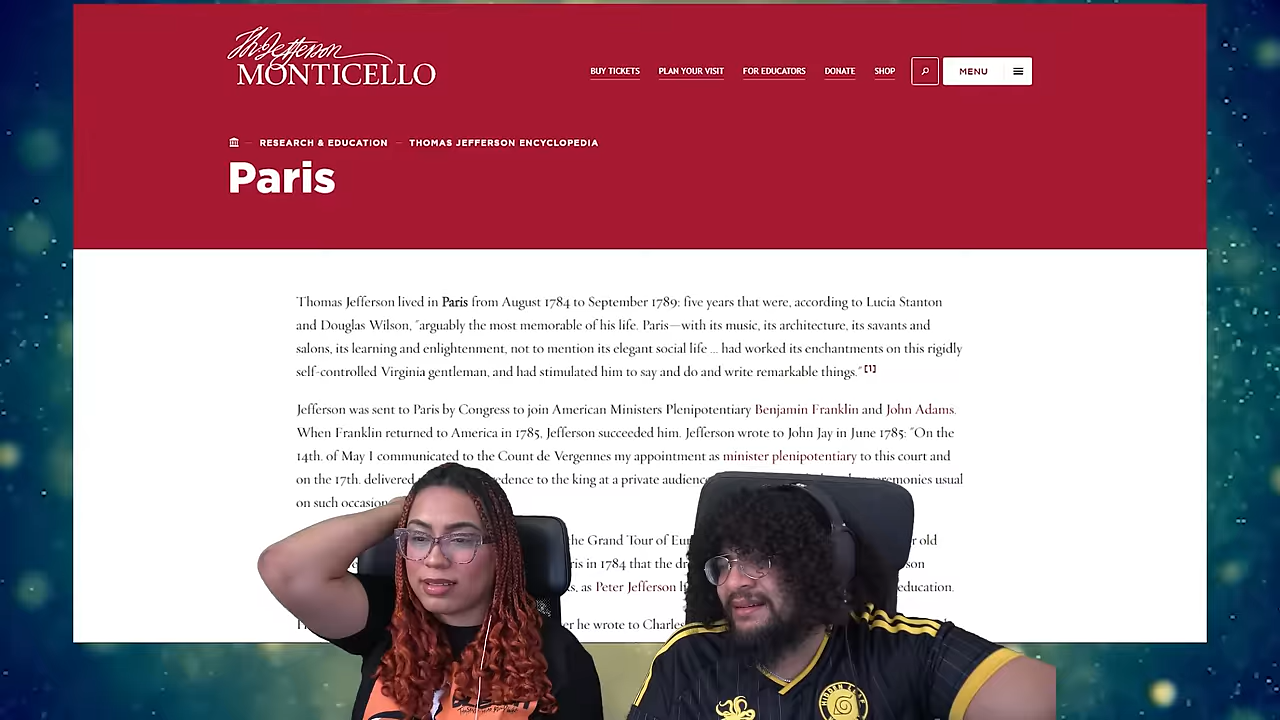 Th Jefferson
MONTICELLO
BUY TICKETS
PLAN YOUR VISIT
FOR EDUCATORS
DONATE
SHOP
MENU
RESEARCH & EDUCATION — THOMAS JEFFERSON ENCYCLOPEDIA
Paris
Thomas Jefferson lived in Paris from August 1784 to September 1789; five years that were, according to Lucia Stanton
and Douglas Wilson, "arguably the most memorable of his life. Paris—with its music, its architecture, its savants and
salons, its learning and enlightenment, not to mention its elegant social life ... had worked its enchantments on this rigidly
self-controlled Virginia gentleman, and had stimulated him to say and do and write remarkable things." [1]
Jefferson was sent to Paris by Congress to join American Ministers Plenipotentiary Benjamin Franklin and John Adams.
When Franklin returned to America in 1785, Jefferson succeeded him. Jefferson wrote to John Jay in June 1785: "On the
14th. of May I communicated to the Count de Vergennes my appointment as minister plenipotentiary to this court and
on the 17th. delivered to the king at a private audience usual
on such occasion
the Grand Tour of old
in 1784 that the
as Peter Jefferson education.
he wrote to Charles
HIDDEN